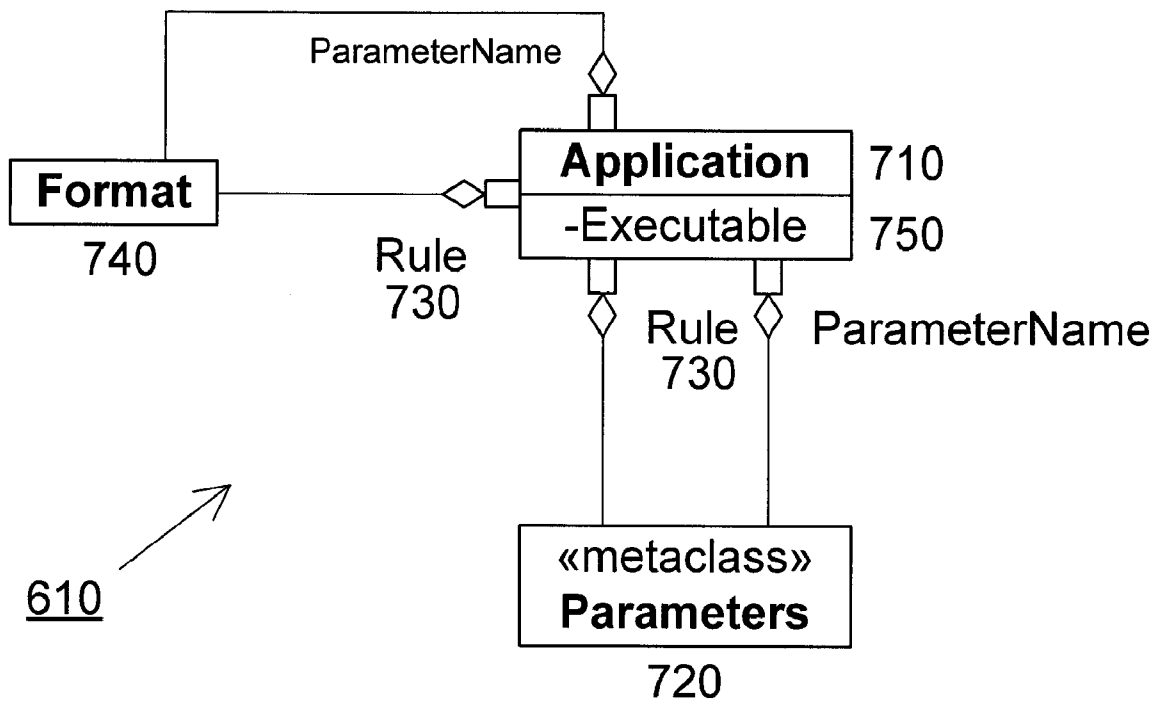 ParameterName
Application
710
Format
-Executable
750
740
Rule
730
Rule
730
ParameterName
«metaclass»
Parameters
610
720